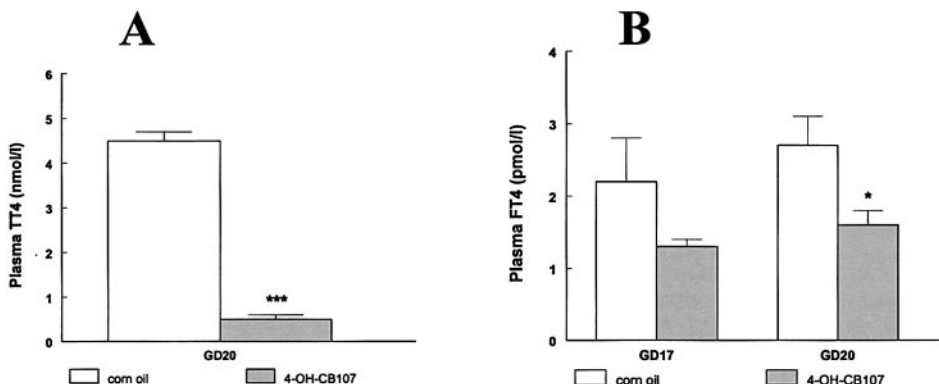 A
Plasma TT4 (nmol/l)
6
5
4
3
2
1
0
***
GD20
corn oil
4-OH-CB107
B
Plasma FT4 (pmol/l)
4
3
2
1
0
*
GD17
GD20
corn oil
4-OH-CB107